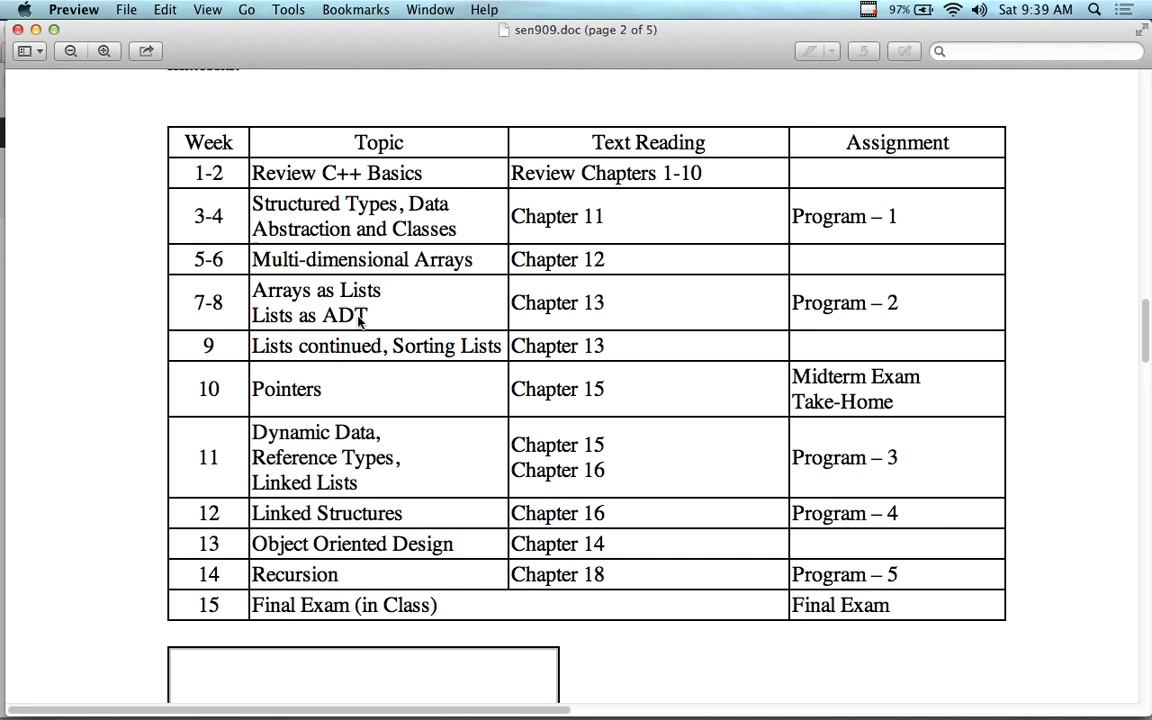 Preview File Edit View Go Tools Bookmarks Window Help 97% Sat 9:39 AM
sen909.doc (page 2 of 5)
Week Topic Text Reading Assignment
1-2 Review C++ Basics Review Chapters 1-10
3-4 Structured Types, Data Abstraction and Classes Chapter 11 Program – 1
5-6 Multi-dimensional Arrays Chapter 12
7-8 Arrays as Lists
Lists as ADT Chapter 13 Program – 2
9 Lists continued, Sorting Lists Chapter 13
10 Pointers Chapter 15 Midterm Exam
Take-Home
11 Dynamic Data,
Reference Types,
Linked Lists Chapter 15
Chapter 16 Program – 3
12 Linked Structures Chapter 16 Program – 4
13 Object Oriented Design Chapter 14
14 Recursion Chapter 18 Program – 5
15 Final Exam (in Class) Final Exam